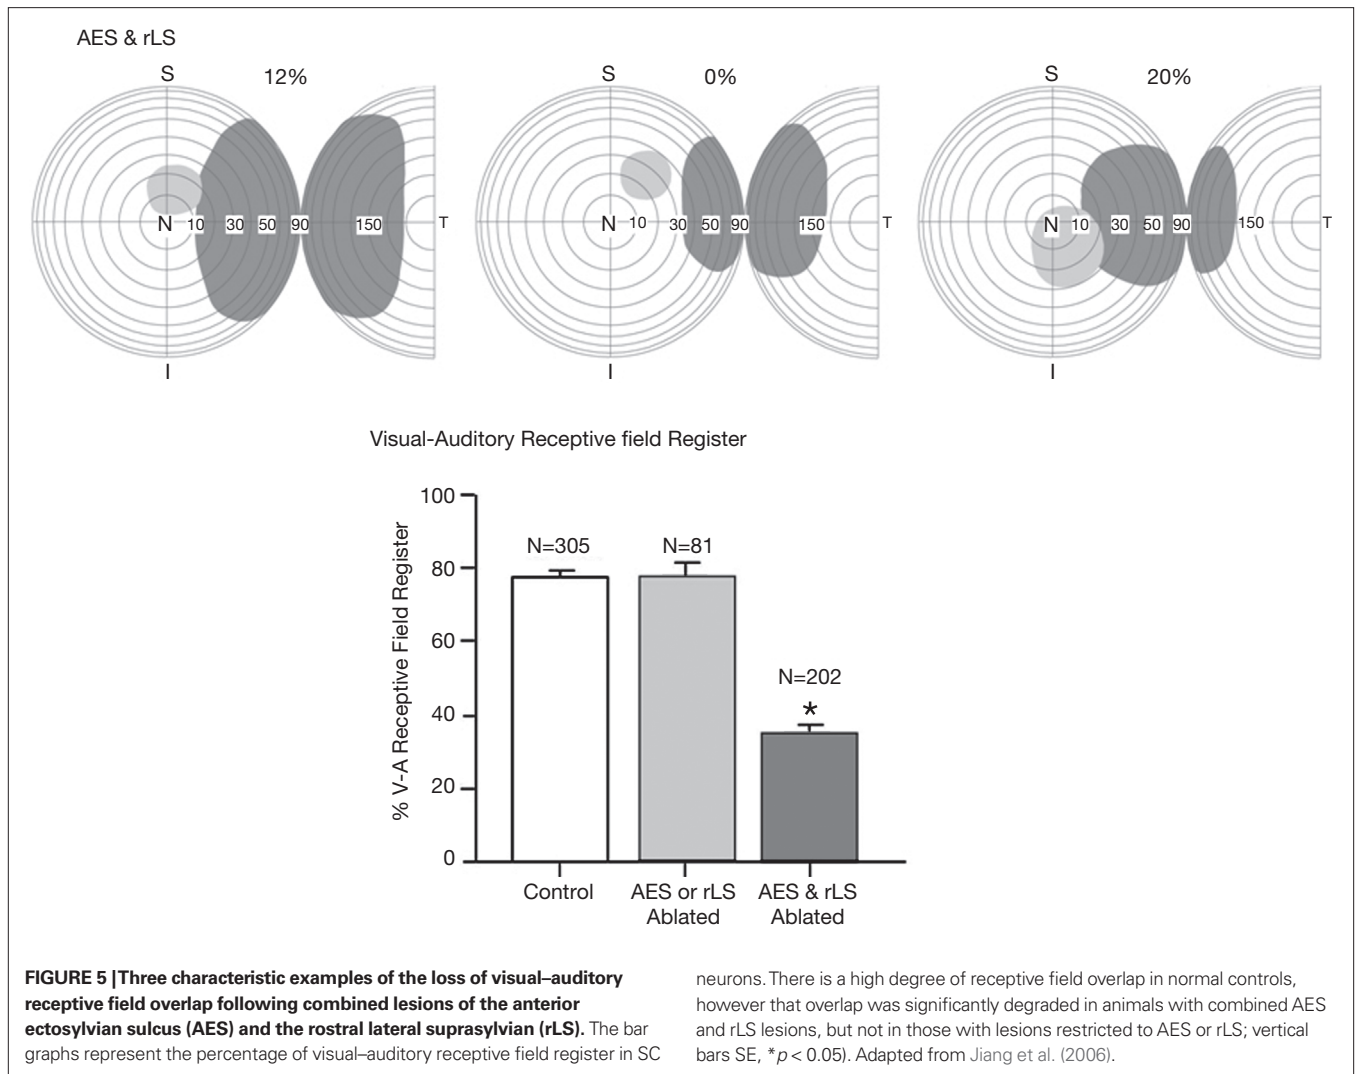 AES & rLS
S 12%
N 10 30 50 90 150 T
I
S 0%
N 10 30 50 90 150 T
I
S 20%
N 10 30 50 90 150 T
I
Visual-Auditory Receptive field Register
% V-A Receptive Field Register
100
80
60
40
20
0
N=305
N=81
N=202
*
Control
AES or rLS
Ablated
AES & rLS
Ablated
FIGURE 5 | Three characteristic examples of the loss of visual–auditory
receptive field overlap following combined lesions of the anterior
ectosylvian sulcus (AES) and the rostral lateral suprasylvian (rLS). The bar
graphs represent the percentage of visual–auditory receptive field register in SC
neurons. There is a high degree of receptive field overlap in normal controls,
however that overlap was significantly degraded in animals with combined AES
and rLS lesions, but not in those with lesions restricted to AES or rLS; vertical
bars SE, *p < 0.05). Adapted from Jiang et al. (2006).